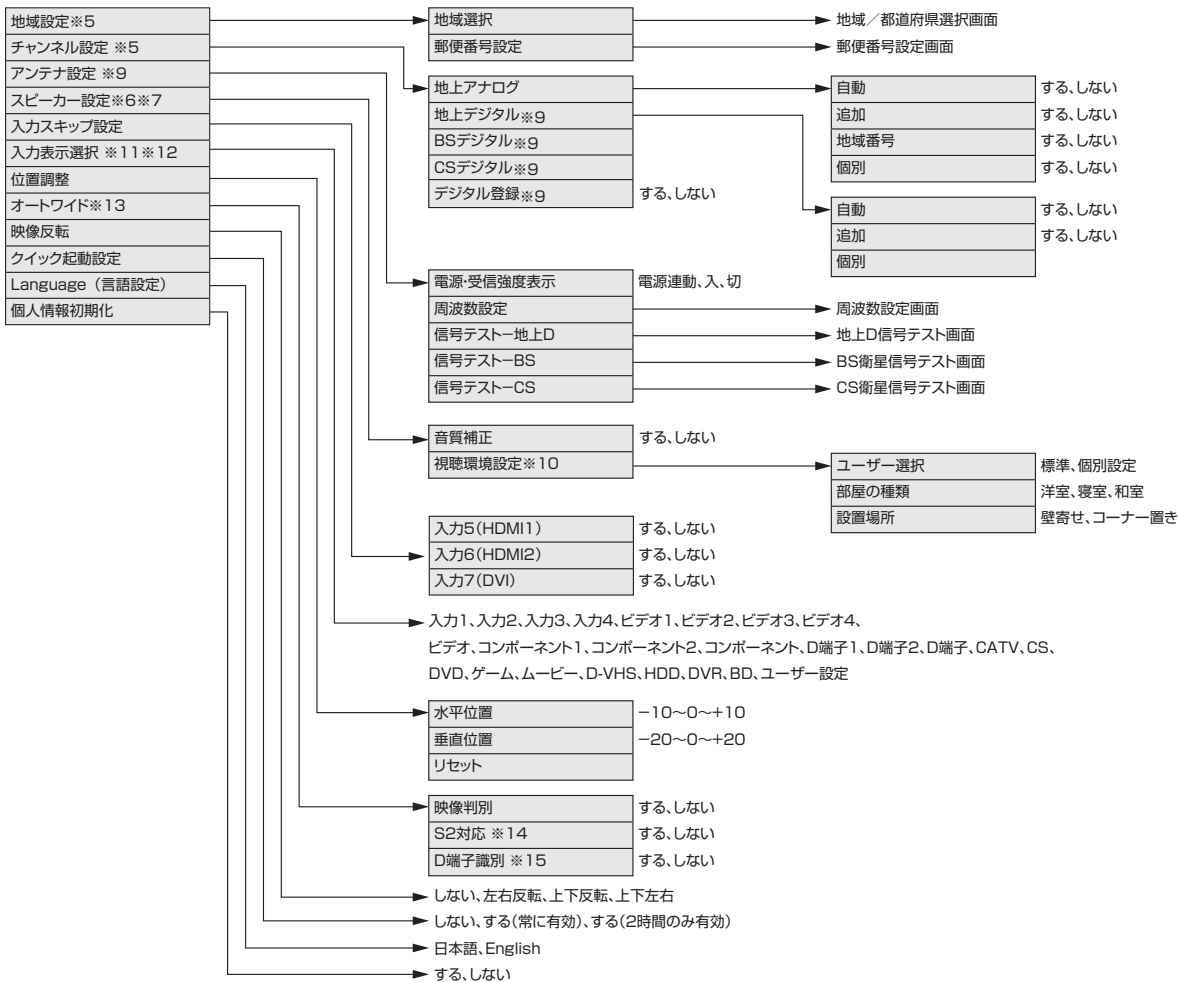 地域設定※5
チャンネル設定 ※5
アンテナ設定 ※9
スピーカー設定※6※7
入力スキップ設定
入力表示選択 ※11※12
位置調整
オートワイド※13
映像反転
クイック起動設定
Language（言語設定）
個人情報初期化
地域選択
地域／都道府県選択画面
郵便番号設定
郵便番号設定画面
地上アナログ
地上デジタル※9
BSデジタル※9
CSデジタル※9
デジタル登録※9
する、しない
自動
する、しない
追加
する、しない
地域番号
する、しない
個別
する、しない
自動
する、しない
追加
する、しない
個別
電源・受信強度表示
電源連動、入、切
周波数設定
周波数設定画面
信号テストー地上D
地上D信号テスト画面
信号テストーBS
BS衛星信号テスト画面
信号テストーCS
CS衛星信号テスト画面
音質補正
する、しない
視聴環境設定※10
ユーザー選択
標準、個別設定
部屋の種類
洋室、寝室、和室
設置場所
壁寄せ、コーナー置き
入力5（HDMI1）
する、しない
入力6（HDMI2）
する、しない
入力7（DVI）
する、しない
入力1、入力2、入力3、入力4、ビデオ1、ビデオ2、ビデオ3、ビデオ4、
ビデオ、コンポーネント1、コンポーネント2、コンポーネント、D端子1、D端子2、D端子、CATV、CS、
DVD、ゲーム、ムービー、D-VHS、HDD、DVR、BD、ユーザー設定
水平位置
−10〜0〜+10
垂直位置
−20〜0〜+20
リセット
映像判別
する、しない
S2対応 ※14
する、しない
D端子識別 ※15
する、しない
しない、左右反転、上下反転、上下左右
しない、する（常に有効）、する（2時間のみ有効）
日本語、English
する、しない